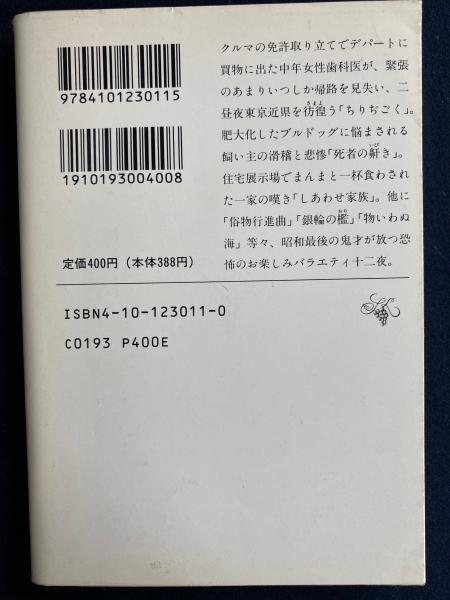 クルマの免許取り立てでデパートに
買物に出た中年女性歯科医が、緊張
のあまりいつしか帰路を見失い、二
昼夜東京近県を彷徨う「ちりぢごく」。
肥大化したブルドッグに悩まされる
飼い主の滑稽と悲惨「死者の鼾き」。
住宅展示場でまんまと一杯食わされ
た一家の嘆き「しあわせ家族」。他に
「俗物行進曲」「銀輪の檻」「物いわぬ
海」等々、昭和最後の鬼才が放つ恐
怖のお楽しみバラエティ十二夜。
9784101230115
1910193004008
定価400円(本体388円)
ISBN4-10-123011-0
C0193 P400E